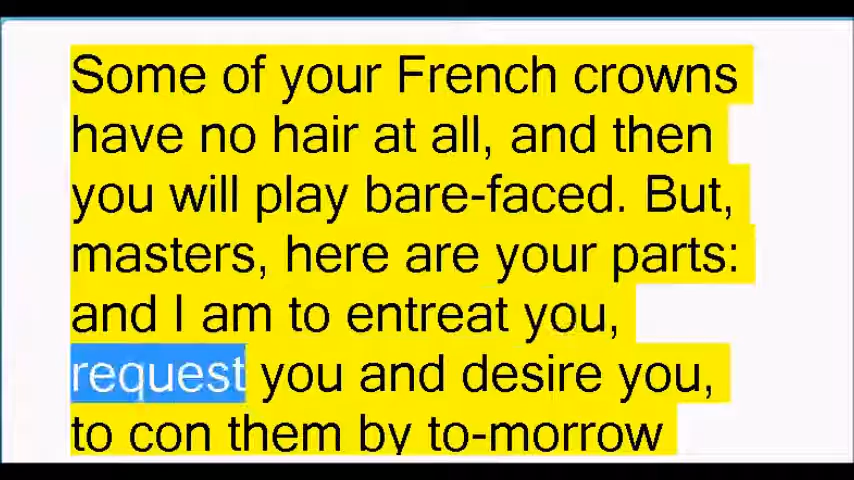 Some of your French crowns
have no hair at all, and then
you will play bare-faced. But,
masters, here are your parts:
and I am to entreat you,
request you and desire you,
to con them by to-morrow